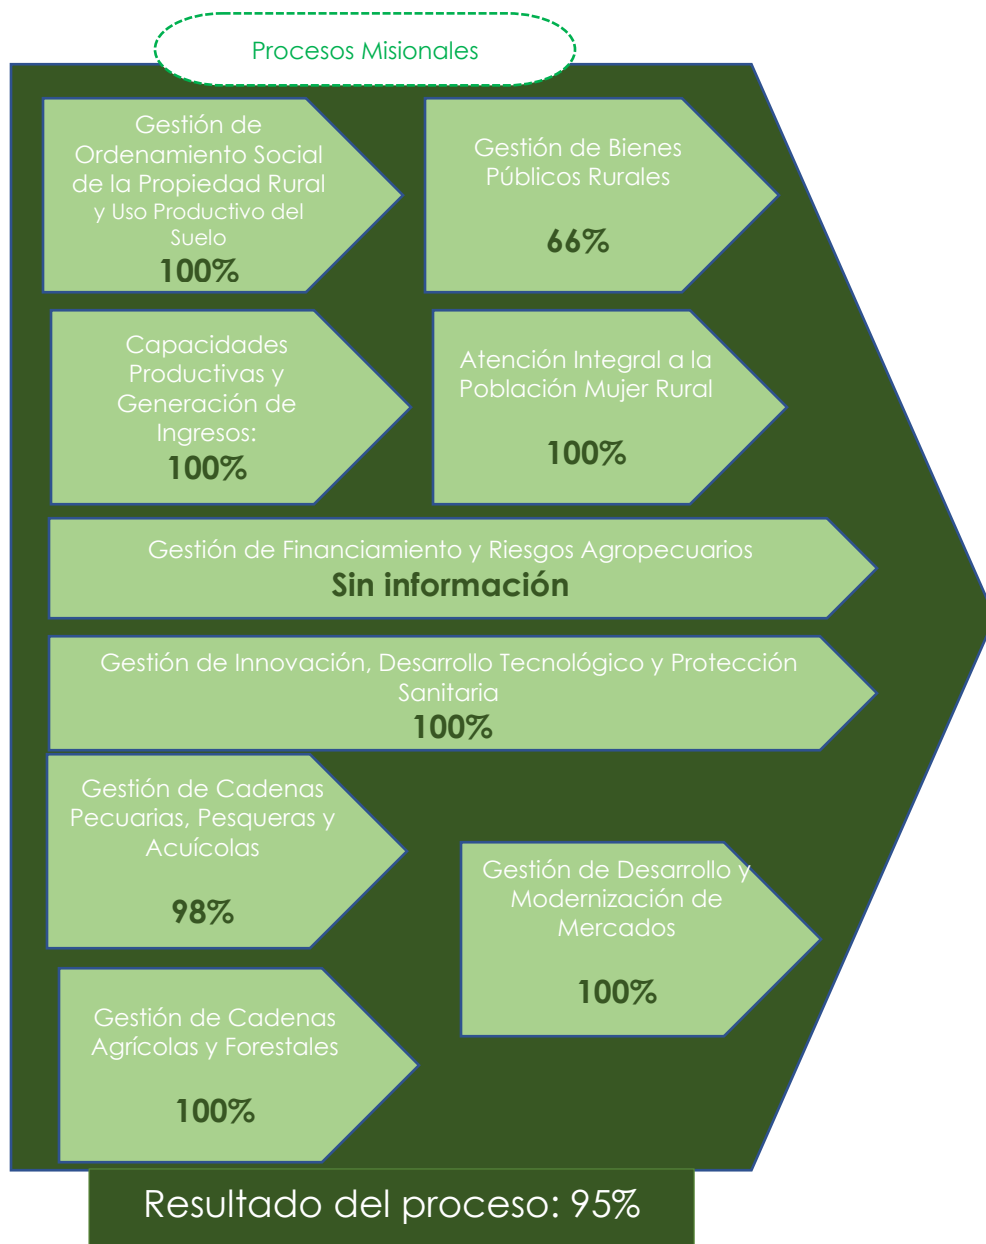 Procesos Misionales
Gestión de
Ordenamiento Social
de la Propiedad Rural
y Uso Productivo del
Suelo
100%
Gestión de Bienes
Públicos Rurales
66%
Capacidades
Productivas y
Generación de
Ingresos:
100%
Atención Integral a la
Población Mujer Rural
100%
Gestión de Financiamiento y Riesgos Agropecuarios
Sin información
Gestión de Innovación, Desarrollo Tecnológico y Protección
Sanitaria
100%
Gestión de Cadenas
Pecuarias, Pesqueras y
Acuícolas
98%
Gestión de Desarrollo y
Modernización de
Mercados
100%
Gestión de Cadenas
Agrícolas y Forestales
100%
Resultado del proceso: 95%